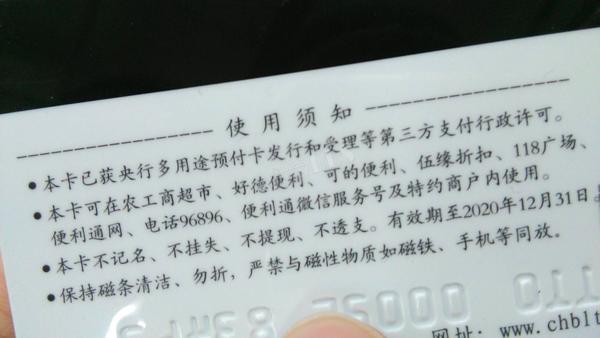 使用须知
●本卡已获央行多用途预付卡发行和受理等第三方支付行政许可。
●本卡可在农工商超市、好德便利、可的便利、伍缘折扣、118广场、
便利通网、电话96896、便利通微信服务号及特约商户内使用。
●本卡不记名、不挂失、不提现、不透支。有效期至2020年12月31日。
●保持磁条清洁、勿折，严禁与磁性物质如磁铁、手机等同放。
网址：www.chblt